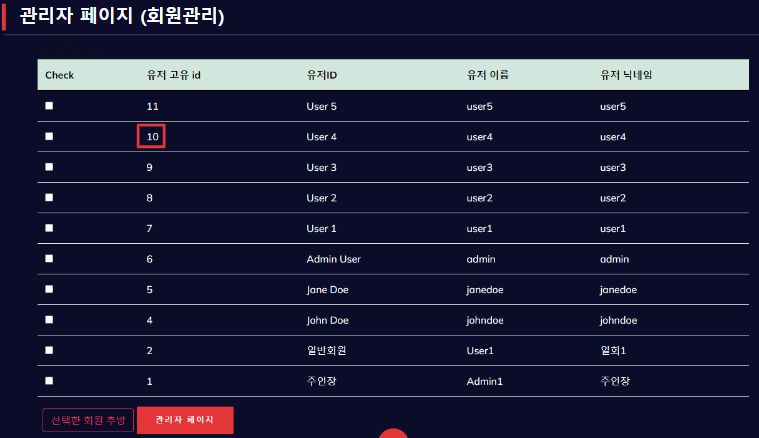 관리자 페이지 (회원관리)
Check 유저 고유 id 유저ID 유저 이름 유저 닉네임
11 User 5 user5 user5
10 User 4 user4 user4
9 User 3 user3 user3
8 User 2 user2 user2
7 User 1 user1 user1
6 Admin User admin admin
5 Jane Doe janedoe janedoe
4 John Doe johndoe johndoe
2 일반회원 User1 일회1
1 주인장 Admin1 주인장
선택한 회원 추방 관리자 페이지